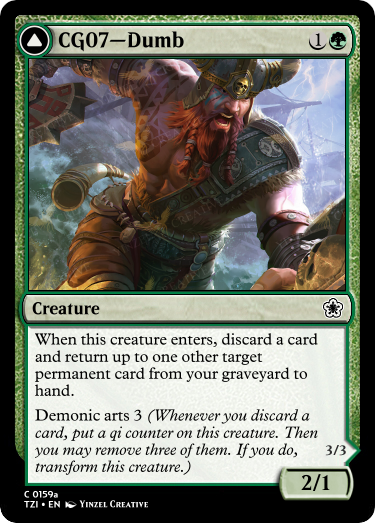 CG07—Dumb 1
Creature
When this creature enters, discard a card
and return up to one other target
permanent card from your graveyard to
hand.
Demonic arts 3 (Whenever you discard a
card, put a qi counter on this creature. Then
you may remove three of them. If you do,
transform this creature.)
3/3
2/1
C 0159a
TZI • EN Yinzel Creative